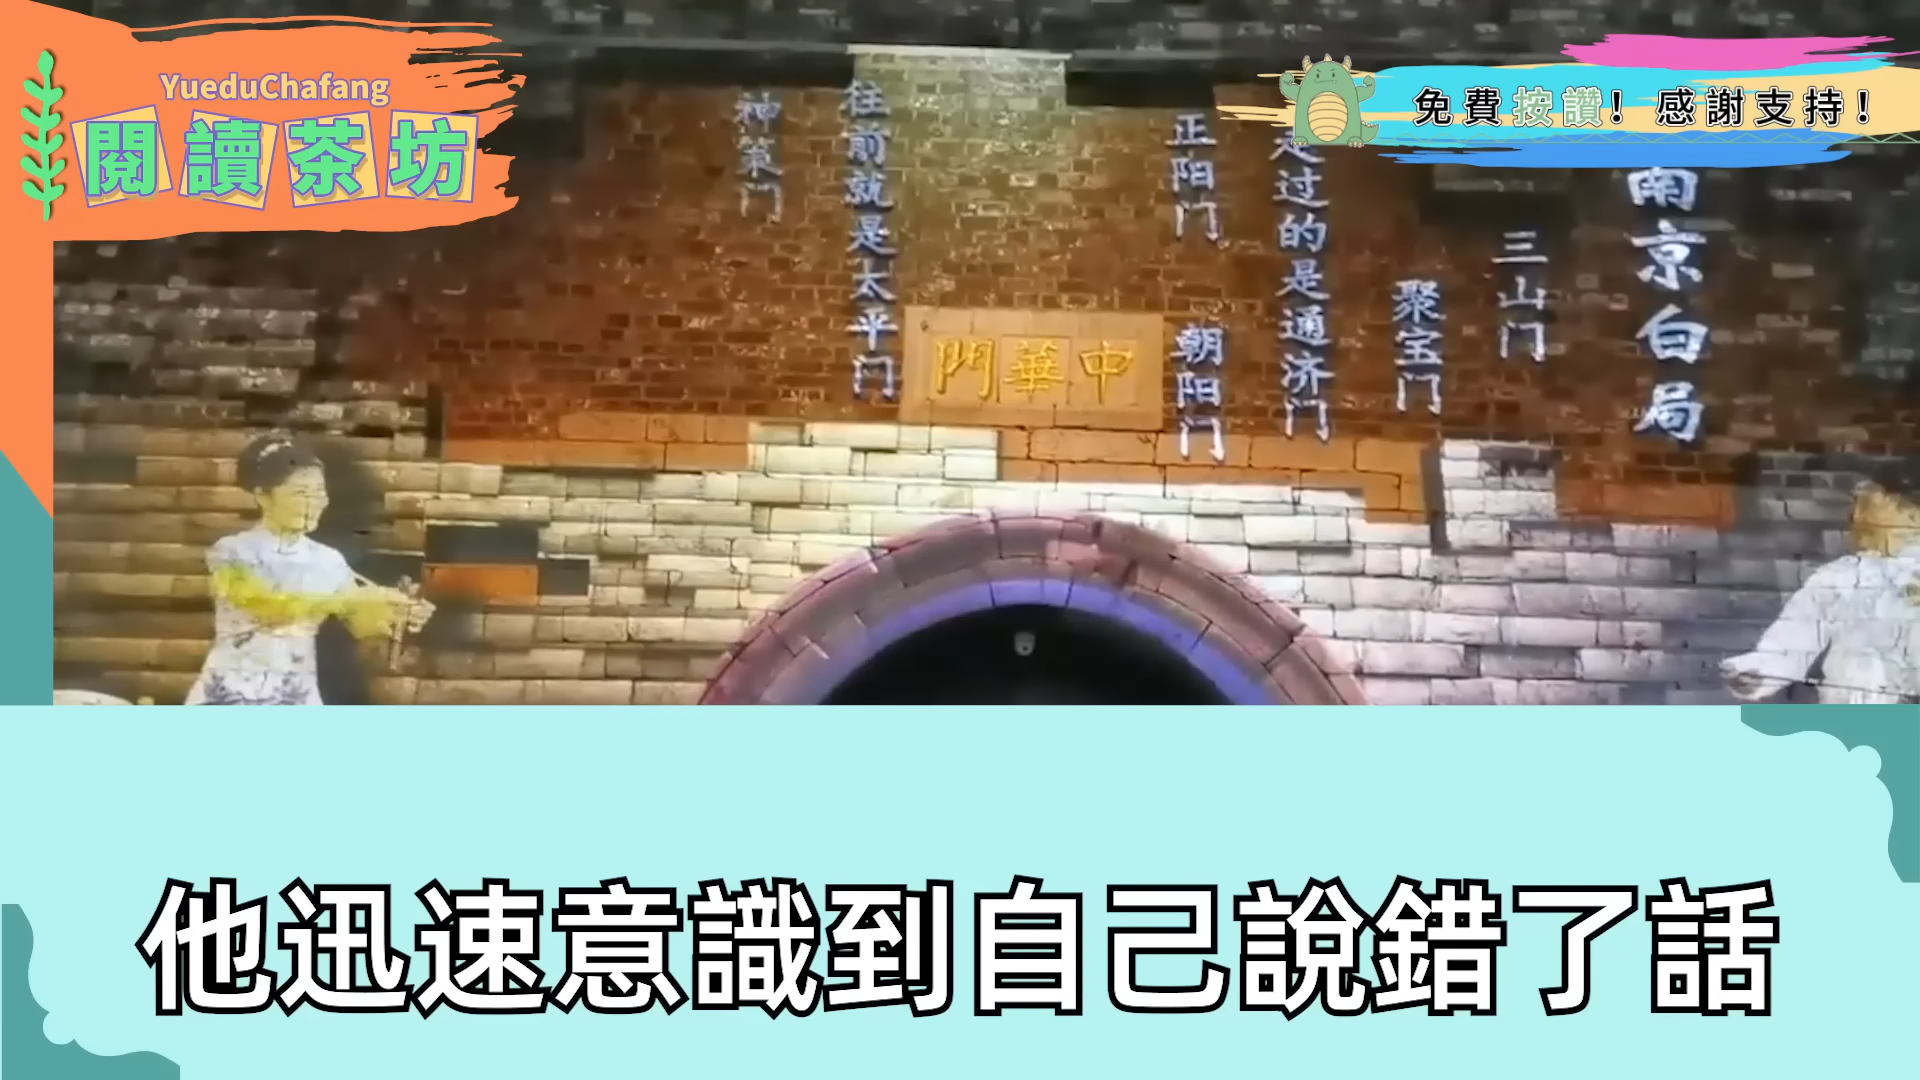 YueduChafang
閱讀茶坊
免費按讚！感謝支持！
南京白局
三山门
聚宝门
走过的是通济门
正阳门
朝阳门
往前就是太平门
神策门
門華中
他迅速意識到自己說錯了話